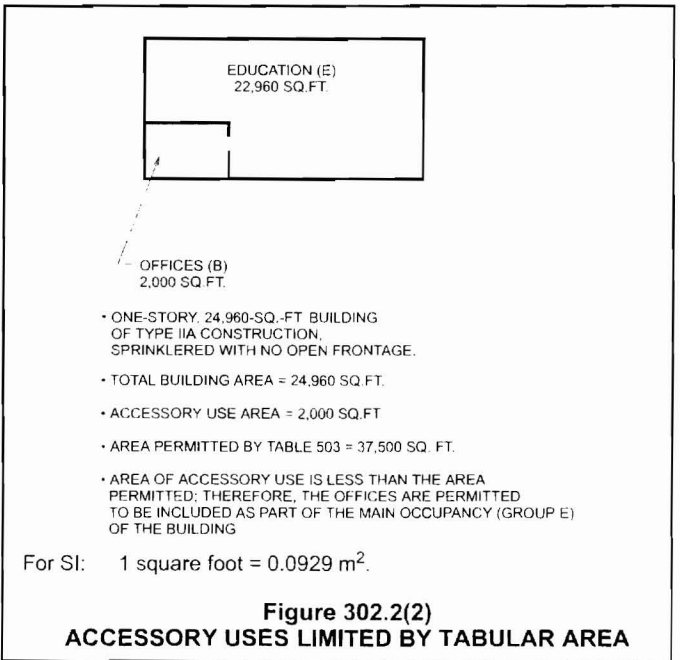 EDUCATION (E)
22,960 SQ.FT.
OFFICES (B)
2,000 SQ.FT.
• ONE-STORY, 24,960-SQ.-FT BUILDING
OF TYPE IIA CONSTRUCTION,
SPRINKLERED WITH NO OPEN FRONTAGE.
• TOTAL BUILDING AREA = 24,960 SQ.FT.
• ACCESSORY USE AREA = 2,000 SQ.FT
• AREA PERMITTED BY TABLE 503 = 37,500 SQ. FT.
• AREA OF ACCESSORY USE IS LESS THAN THE AREA
PERMITTED; THEREFORE, THE OFFICES ARE PERMITTED
TO BE INCLUDED AS PART OF THE MAIN OCCUPANCY (GROUP E)
OF THE BUILDING
For SI: 1 square foot = 0.0929 m².
Figure 302.2(2)
ACCESSORY USES LIMITED BY TABULAR AREA